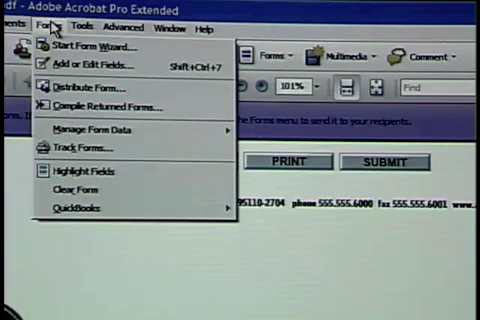 df - Adobe Acrobat Pro Extended
ments Forms Tools Advanced Window Help
Start Form Wizard...
Add or Edit Fields... Shift+Ctrl+7
Distribute Form...
Compile Returned Forms...
Manage Form Data
Track Forms...
Highlight Fields
Clear Form
QuickBooks
Forms Multimedia Comment
101% Find
orms. If the Forms menu to send it to your recipients.
PRINT SUBMIT
95110-2704 phone 555.555.6000 fax 555.555.6001 www.